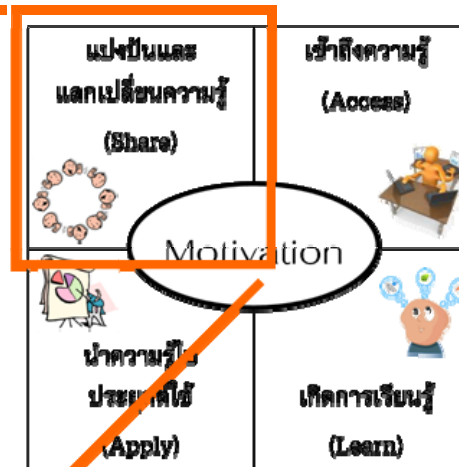 แบ่งปันและ
แลกเปลี่ยนความรู้
(Share)
เข้าถึงความรู้
(Access)
Motivation
นำความรู้ไป
ประยุกต์ใช้
(Apply)
เกิดการเรียนรู้
(Learn)